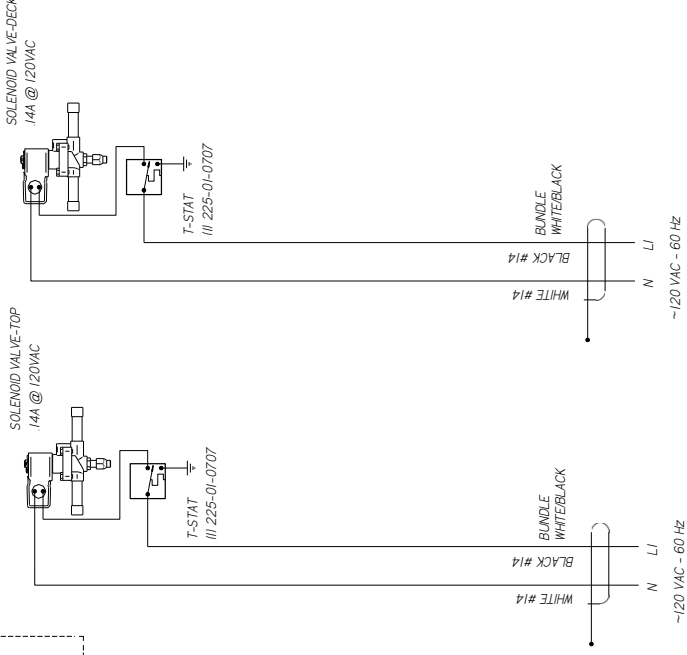 SOLENOID VALVE-DECK
.14A @ 120VAC
T-STAT
111 225-01-0707
BUNDLE
WHITE/BLACK
BLACK #14
WHITE #14
L1
N
~120 VAC - 60 Hz
SOLENOID VALVE-TOP
.14A @ 120VAC
T-STAT
111 225-01-0707
BUNDLE
WHITE/BLACK
BLACK #14
WHITE #14
L1
N
~120 VAC - 60 Hz